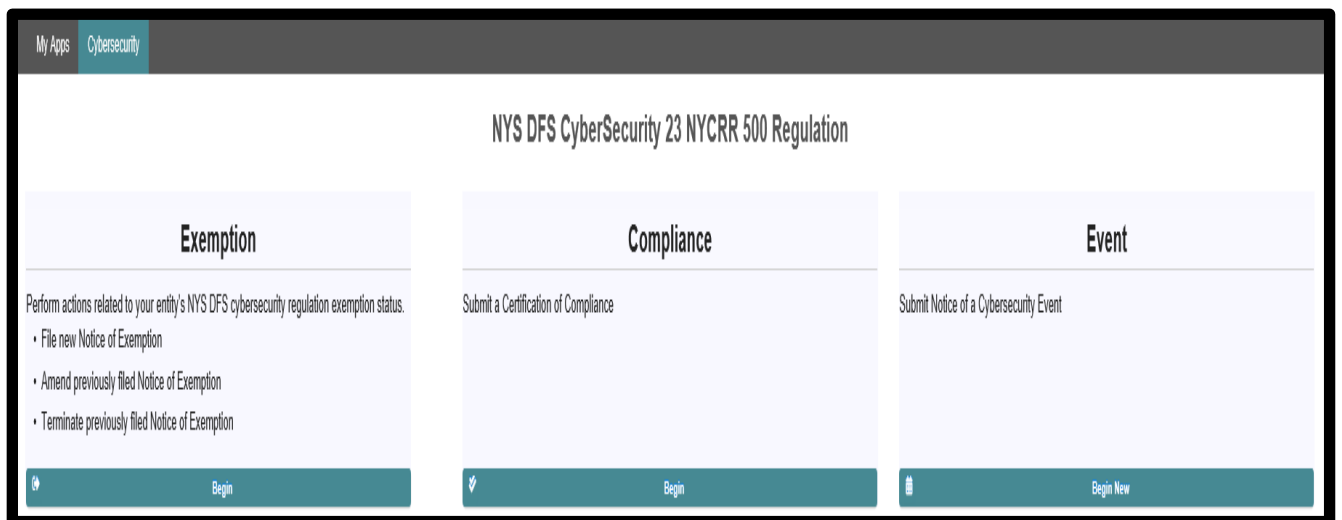 My Apps Cybersecurity
NYS DFS CyberSecurity 23 NYCRR 500 Regulation
Exemption
Perform actions related to your entity's NYS DFS cybersecurity regulation exemption status.
• File new Notice of Exemption
• Amend previously filed Notice of Exemption
• Terminate previously filed Notice of Exemption
Begin
Compliance
Submit a Certification of Compliance
Begin
Event
Submit Notice of a Cybersecurity Event
Begin New